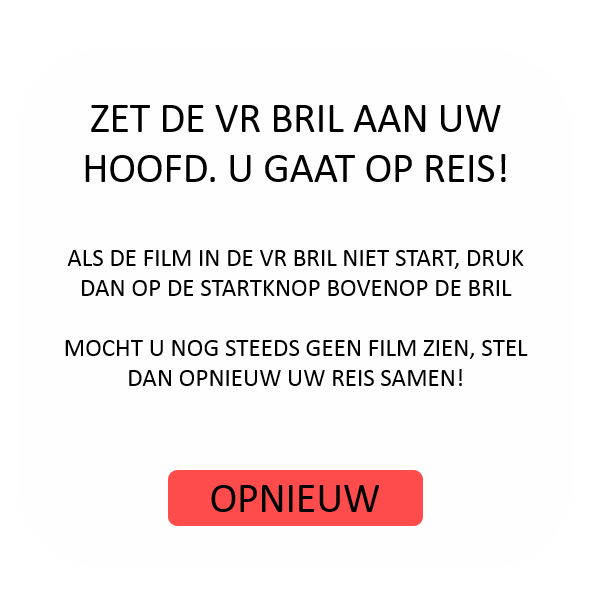 ZET DE VR BRIL AAN UW
HOOFD. U GAAT OP REIS!
ALS DE FILM IN DE VR BRIL NIET START, DRUK
DAN OP DE STARTKNOP BOVENOP DE BRIL
MOCHT U NOG STEEDS GEEN FILM ZIEN, STEL
DAN OPNIEUW UW REIS SAMEN!
OPNIEUW